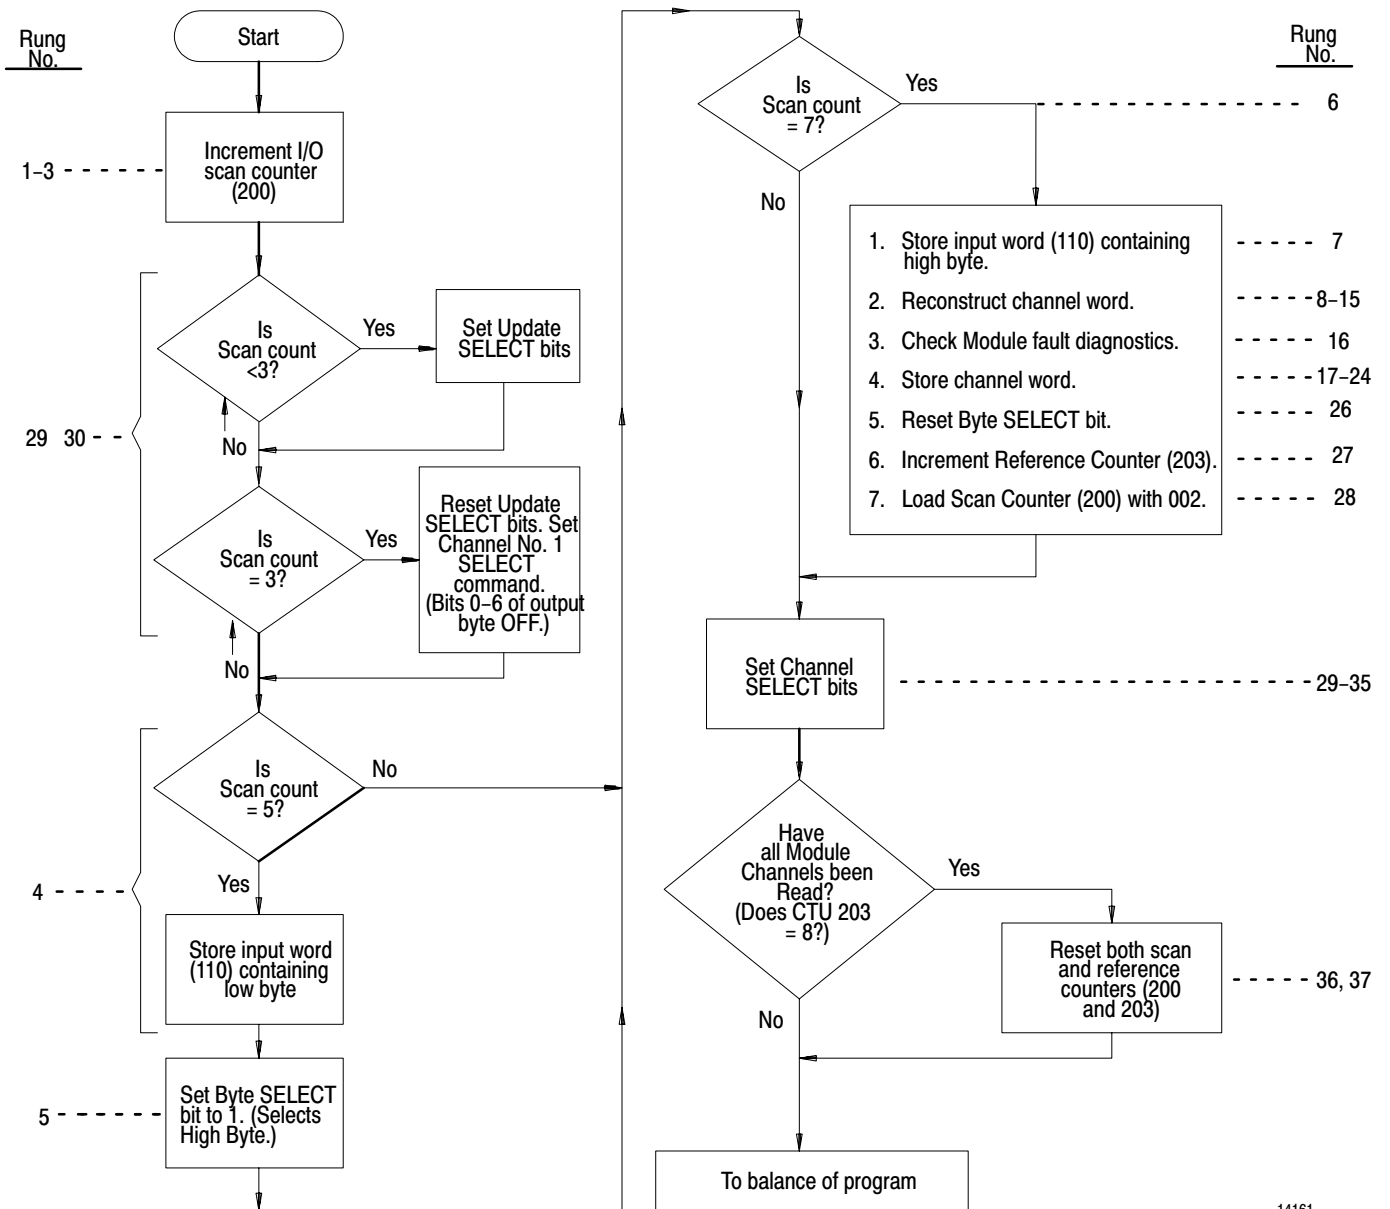 Rung
No.
Start
1–3
Increment I/O
scan counter
(200)
Is
Scan count
<3?
Yes
Set Update
SELECT bits
No
29 30
Is
Scan count
= 3?
Yes
Reset Update
SELECT bits. Set
Channel No. 1
SELECT
command.
(Bits 0–6 of output
byte OFF.)
No
Is
Scan count
= 5?
No
Yes
4
Store input word
(110) containing
low byte
5
Set Byte SELECT
bit to 1. (Selects
High Byte.)
Rung
No.
Is
Scan count
= 7?
Yes
6
No
1. Store input word (110) containing
high byte.
7
2. Reconstruct channel word.
8–15
3. Check Module fault diagnostics.
16
4. Store channel word.
17–24
5. Reset Byte SELECT bit.
26
6. Increment Reference Counter (203).
27
7. Load Scan Counter (200) with 002.
28
Set Channel
SELECT bits
29–35
Have
all Module
Channels been
Read?
(Does CTU 203
= 8?)
Yes
Reset both scan
and reference
counters (200
and 203)
36, 37
No
To balance of program
14161